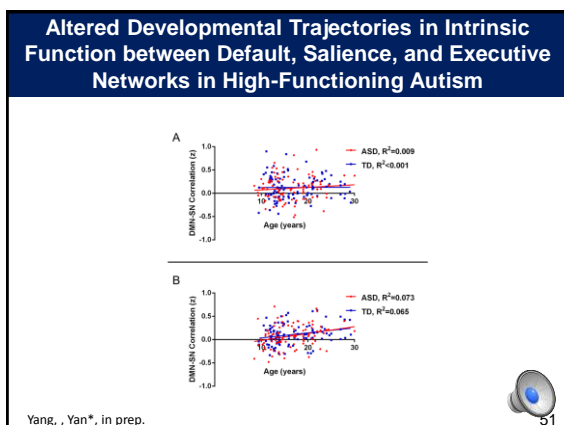 Altered Developmental Trajectories in Intrinsic
Function between Default, Salience, and Executive
Networks in High-Functioning Autism
A
DMN-SN Correlation (z)
1.0
0.5
0.0
-0.5
-1.0
10
20
30
Age (years)
ASD, R²=0.009
TD, R²<0.001
B
DMN-SN Correlation (z)
1.0
0.5
0.0
-0.5
-1.0
10
20
30
Age (years)
ASD, R²=0.073
TD, R²=0.065
Yang, , Yan*, in prep.
51